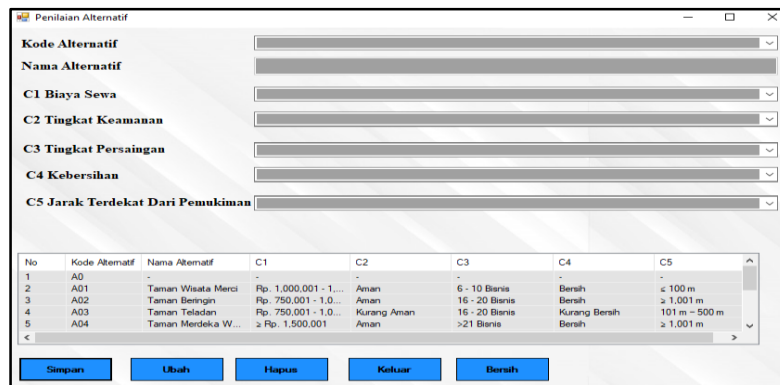 Penilaian Alternatif
Kode Alternatif
Nama Alternatif
C1 Biaya Sewa
C2 Tingkat Keamanan
C3 Tingkat Persaingan
C4 Kebersihan
C5 Jarak Terdekat Dari Pemukiman
No Kode Alternatif Nama Alternatif C1 C2 C3 C4 C5
1 A0 - - - - - -
2 A01 Taman Wisata Merci Rp. 1,000,001 - 1,... Aman 6 - 10 Bisnis Bersih ≤ 100 m
3 A02 Taman Beringin Rp. 750,001 - 1,0... Aman 16 - 20 Bisnis Bersih ≥ 1,001 m
4 A03 Taman Teladan Rp. 750,001 - 1,0... Kurang Aman 16 - 20 Bisnis Kurang Bersih 101 m – 500 m
5 A04 Taman Merdeka W... ≥ Rp. 1,500,001 Aman >21 Bisnis Bersih ≥ 1,001 m
Simpan Ubah Hapus Keluar Bersih